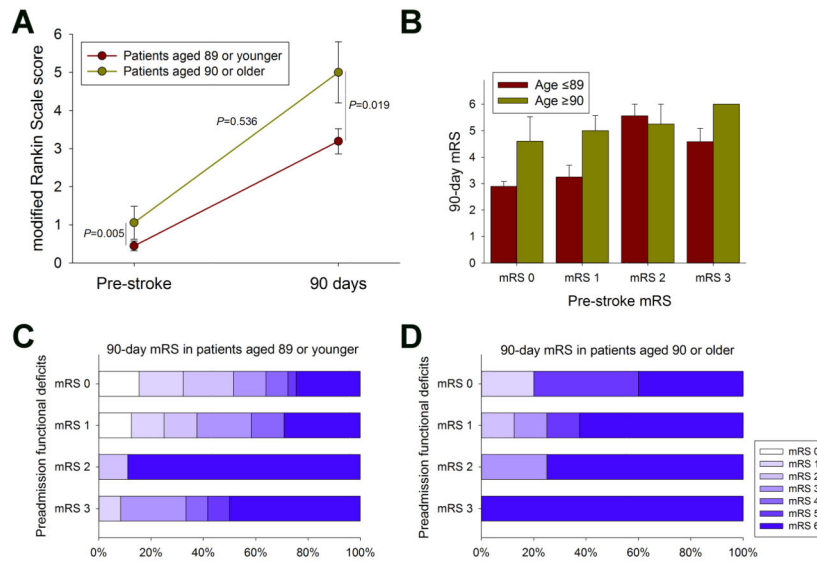 A
modified Rankin Scale score
6
5
4
3
2
1
0
Patients aged 89 or younger
Patients aged 90 or older
P=0.005
P=0.536
P=0.019
Pre-stroke
90 days
B
90-day mRS
6
5
4
3
2
1
0
Age ≤89
Age ≥90
mRS 0 mRS 1 mRS 2 mRS 3
Pre-stroke mRS
C
90-day mRS in patients aged 89 or younger
Preadmission functional deficits
mRS 0
mRS 1
mRS 2
mRS 3
0% 20% 40% 60% 80% 100%
D
90-day mRS in patients aged 90 or older
Preadmission functional deficits
mRS 0
mRS 1
mRS 2
mRS 3
0% 20% 40% 60% 80% 100%
mRS 0
mRS 1
mRS 2
mRS 3
mRS 4
mRS 5
mRS 6